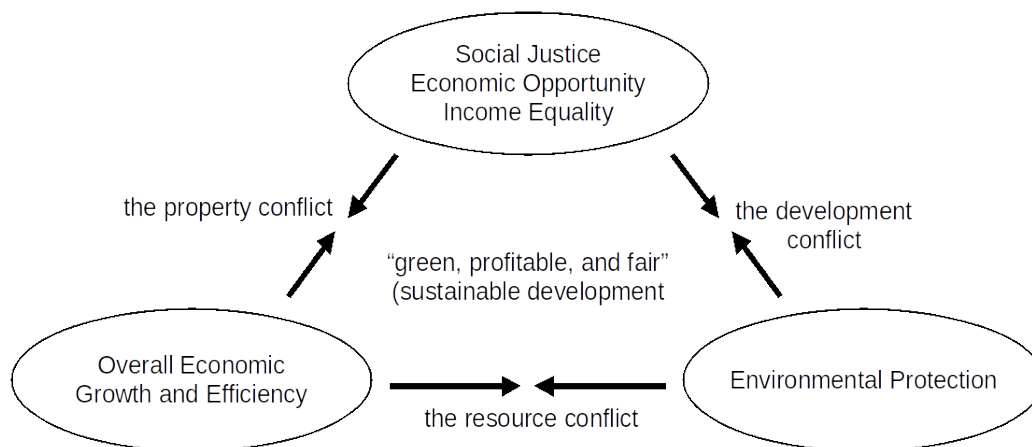 Social Justice
Economic Opportunity
Income Equality
the property conflict
the development
conflict
“green, profitable, and fair”
(sustainable development
Overall Economic
Growth and Efficiency
Environmental Protection
the resource conflict